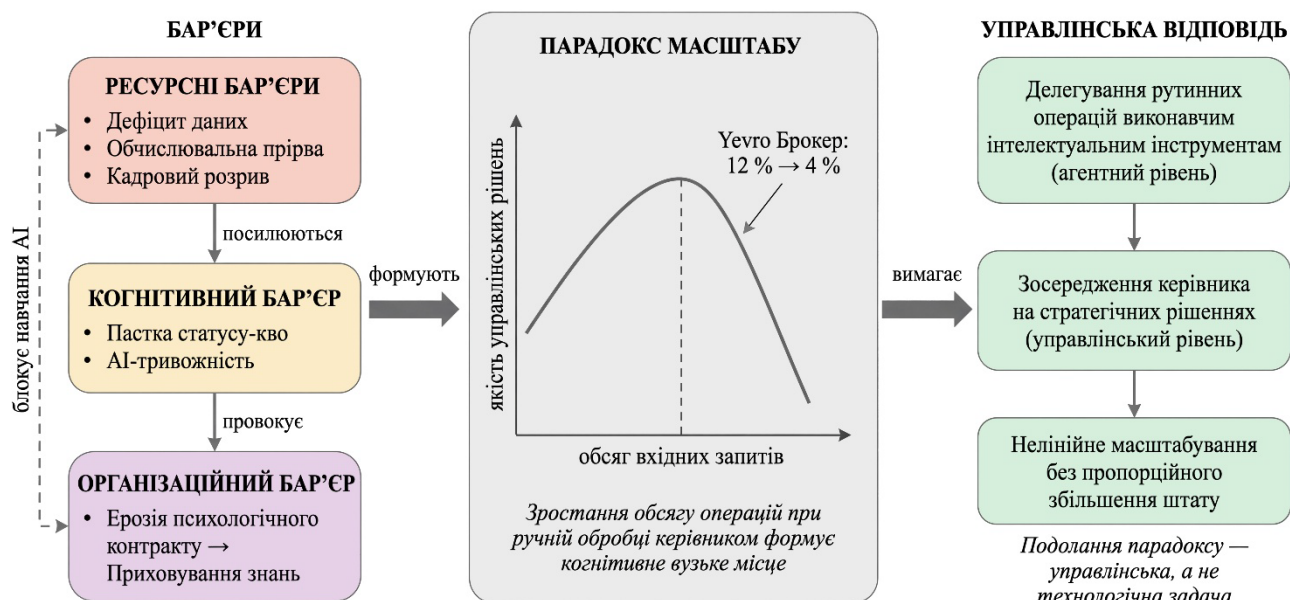 БАР’ЄРИ
РЕСУРСНІ БАР’ЄРИ
• Дефіцит даних
• Обчислювальна прірва
• Кадровий розрив
посилюються
КОГНІТИВНИЙ БАР’ЄР
• Пастка статусу-кво
• AI-тривожність
провокує
ОРГАНІЗАЦІЙНИЙ БАР’ЄР
• Ерозія психологічного
контракту →
Приховування знань
блокує навчання AI
формують
ПАРАДОКС МАСШТАБУ
якість управлінських рішень
Yevro Брокер:
12 % → 4 %
обсяг вхідних запитів
Зростання обсягу операцій при
ручній обробці керівником формує
когнітивне вузьке місце
вимагає
УПРАВЛІНСЬКА ВІДПОВІДЬ
Делегування рутинних
операцій виконавчим
інтелектуальним інструментам
(агентний рівень)
Зосередження керівника
на стратегічних рішеннях
(управлінський рівень)
Нелінійне масштабування
без пропорційного
збільшення штату
Подолання парадоксу —
управлінська, а не
технологічна задача